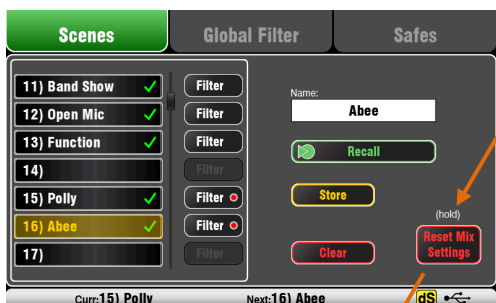 Scenes Global Filter Safes
11) Band Show Filter
12) Open Mic Filter
13) Function Filter
14) Filter
15) Polly Filter
16) Abee Filter
17) Filter
Name:
Abee
Recall
Store
Clear
(hold)
Reset Mix
Settings
Curr:15) Polly Next:16) Abee dS